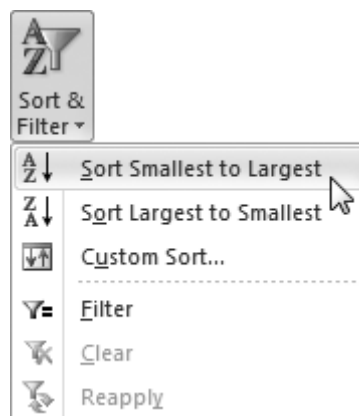 A
Z
Sort &
Filter
A
Z
Sort Smallest to Largest
Z
A
Sort Largest to Smallest
Custom Sort...
Filter
Clear
Reapply